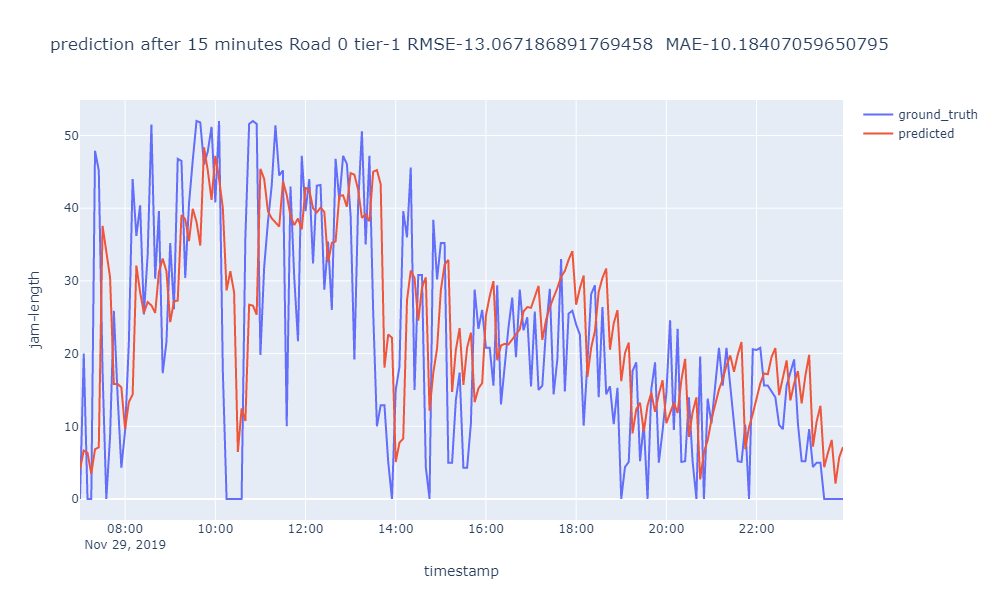 prediction after 15 minutes Road 0 tier-1 RMSE-13.067186891769458  MAE-10.18407059650795
ground_truth
predicted
50
40
30
20
10
0
jam-length
08:00 10:00 12:00 14:00 16:00 18:00 20:00 22:00
Nov 29, 2019
timestamp